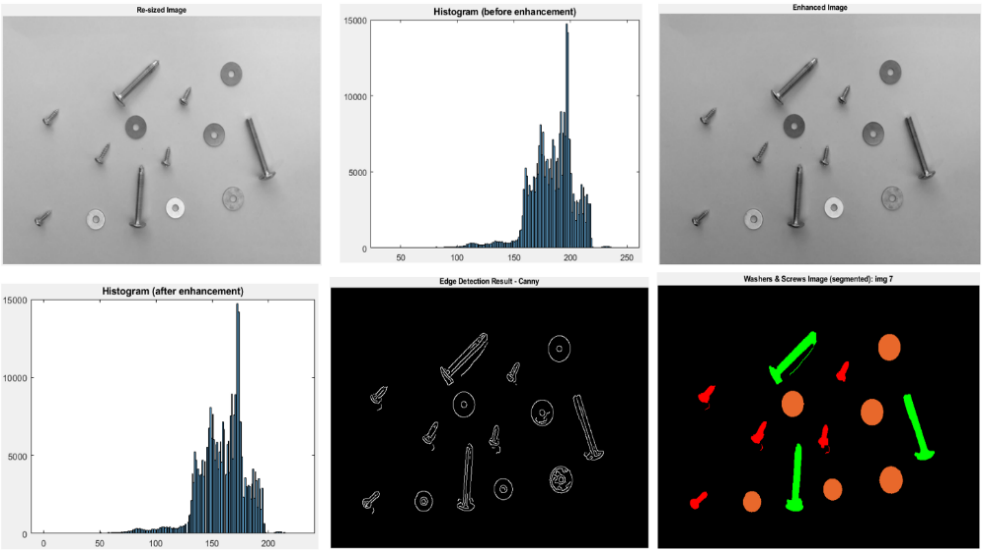 Re-sized Image
Histogram (before enhancement)
Enhanced Image
15000
10000
5000
0
50 100 150 200 250
Histogram (after enhancement)
15000
10000
5000
0
0 50 100 150 200
Edge Detection Result - Canny
Washers & Screws Image (segmented): img 7